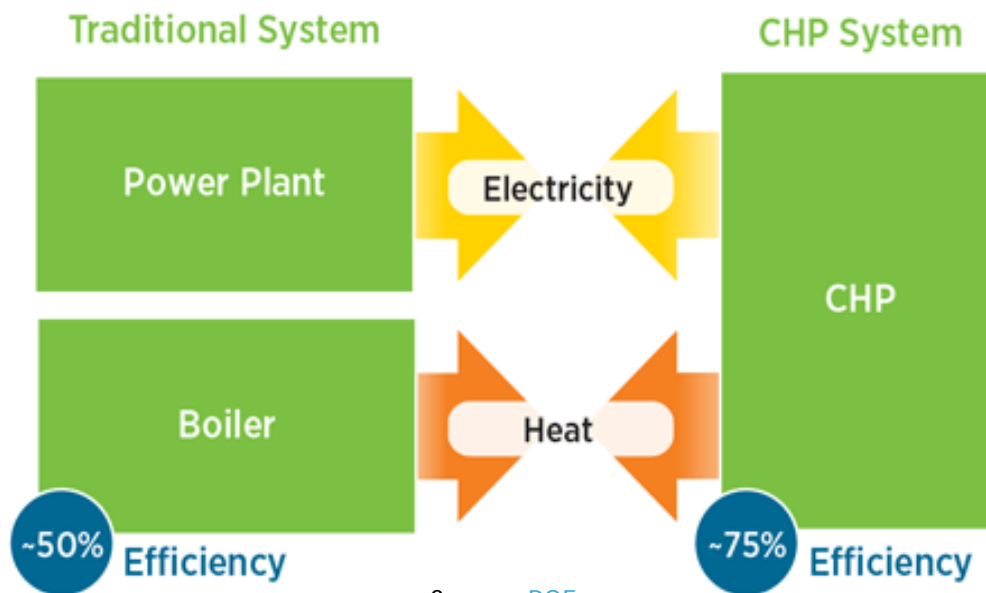 Traditional System
CHP System
Power Plant
Electricity
CHP
Boiler
Heat
~50%
Efficiency
~75%
Efficiency